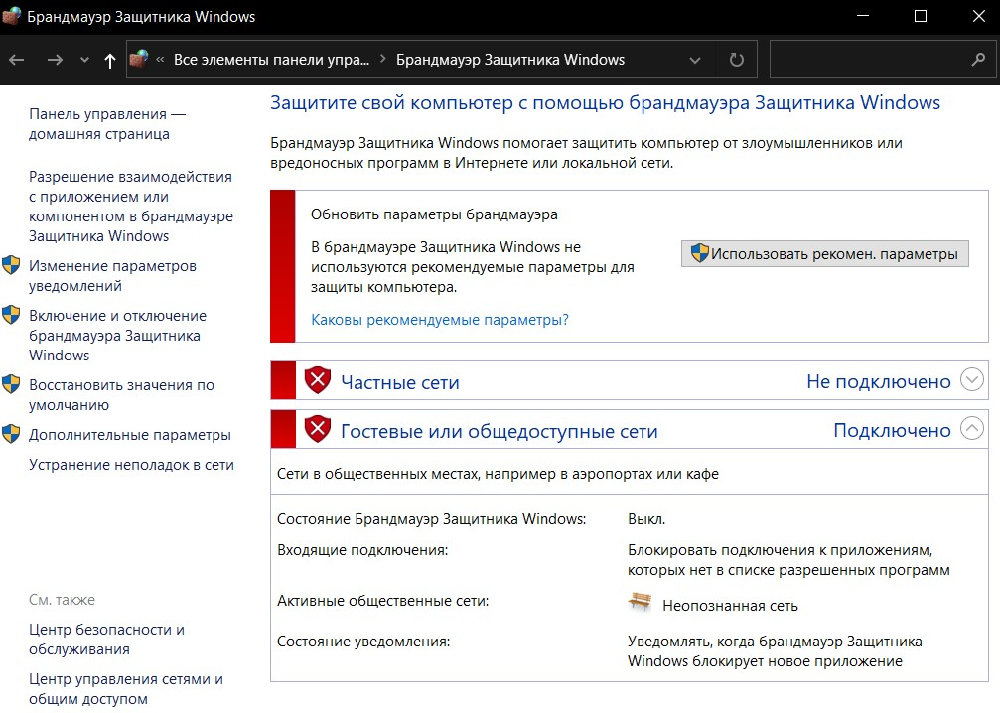 Брандмауэр Защитника Windows
« Все элементы панели упра... > Брандмауэр Защитника Windows
Панель управления —
домашняя страница
Разрешение взаимодействия
с приложением или
компонентом в брандмауэре
Защитника Windows
Изменение параметров
уведомлений
Включение и отключение
брандмауэра Защитника
Windows
Восстановить значения по
умолчанию
Дополнительные параметры
Устранение неполадок в сети
См. также
Центр безопасности и
обслуживания
Центр управления сетями и
общим доступом
Защитите свой компьютер с помощью брандмауэра Защитника Windows
Брандмауэр Защитника Windows помогает защитить компьютер от злоумышленников или
вредоносных программ в Интернете или локальной сети.
Обновить параметры брандмауэра
В брандмауэре Защитника Windows не
используются рекомендуемые параметры для
защиты компьютера.
Использовать рекомен. параметры
Каковы рекомендуемые параметры?
Частные сети Не подключено
Гостевые или общедоступные сети Подключено
Сети в общественных местах, например в аэропортах или кафе
Состояние Брандмауэр Защитника Windows: Выкл.
Входящие подключения: Блокировать подключения к приложениям,
которых нет в списке разрешенных программ
Активные общественные сети: Неопознанная сеть
Состояние уведомления: Уведомлять, когда брандмауэр Защитника
Windows блокирует новое приложение